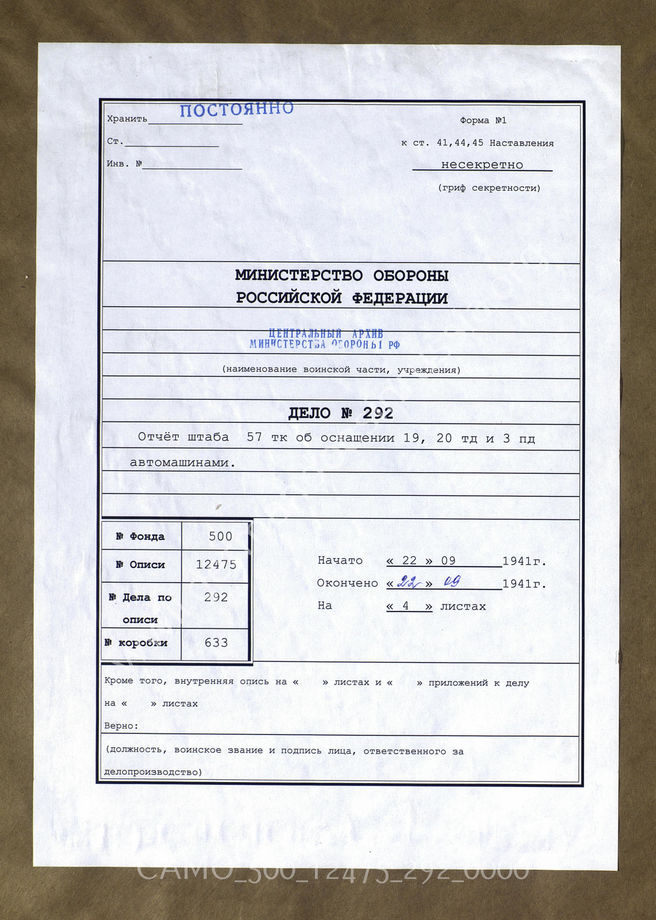 Хранить ПОСТОЯННО
Ст.
Инв. №
Форма №1
к ст. 41,44,45 Наставления
несекретно
(гриф секретности)
МИНИСТЕРСТВО ОБОРОНЫ
РОССИЙСКОЙ ФЕДЕРАЦИИ
ЦЕНТРАЛЬНЫЙ АРХИВ
МИНИСТЕРСТВА ОБОРОНЫ РФ
(наименование воинской части, учреждения)
ДЕЛО № 292
Отчёт штаба 57 тк об оснащении 19, 20 тд и 3 пд
автомашинами.
№ Фонда 500
№ Описи 12475
№ Дела по описи 292
№ коробки 633
Начато « 22 » 09 1941г.
Окончено « 22 » 09 1941г.
На « 4 » листах
Кроме того, внутренняя опись на « » листах и « » приложений к делу
на « » листах
Верно:
(должность, воинское звание и подпись лица, ответственного за
делопроизводство)
CAMO_500_12475_292_0000